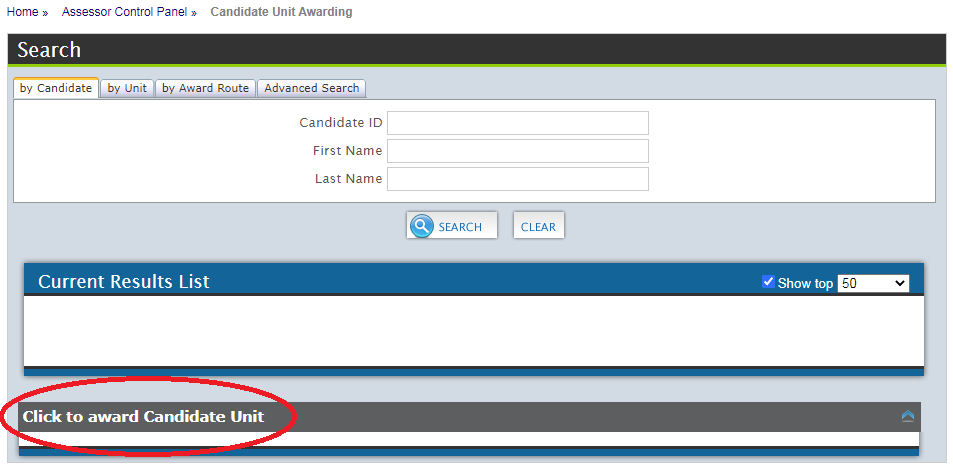 Home » Assessor Control Panel » Candidate Unit Awarding
Search
by Candidate by Unit by Award Route Advanced Search
Candidate ID
First Name
Last Name
SEARCH CLEAR
Current Results List Show top 50
Click to award Candidate Unit